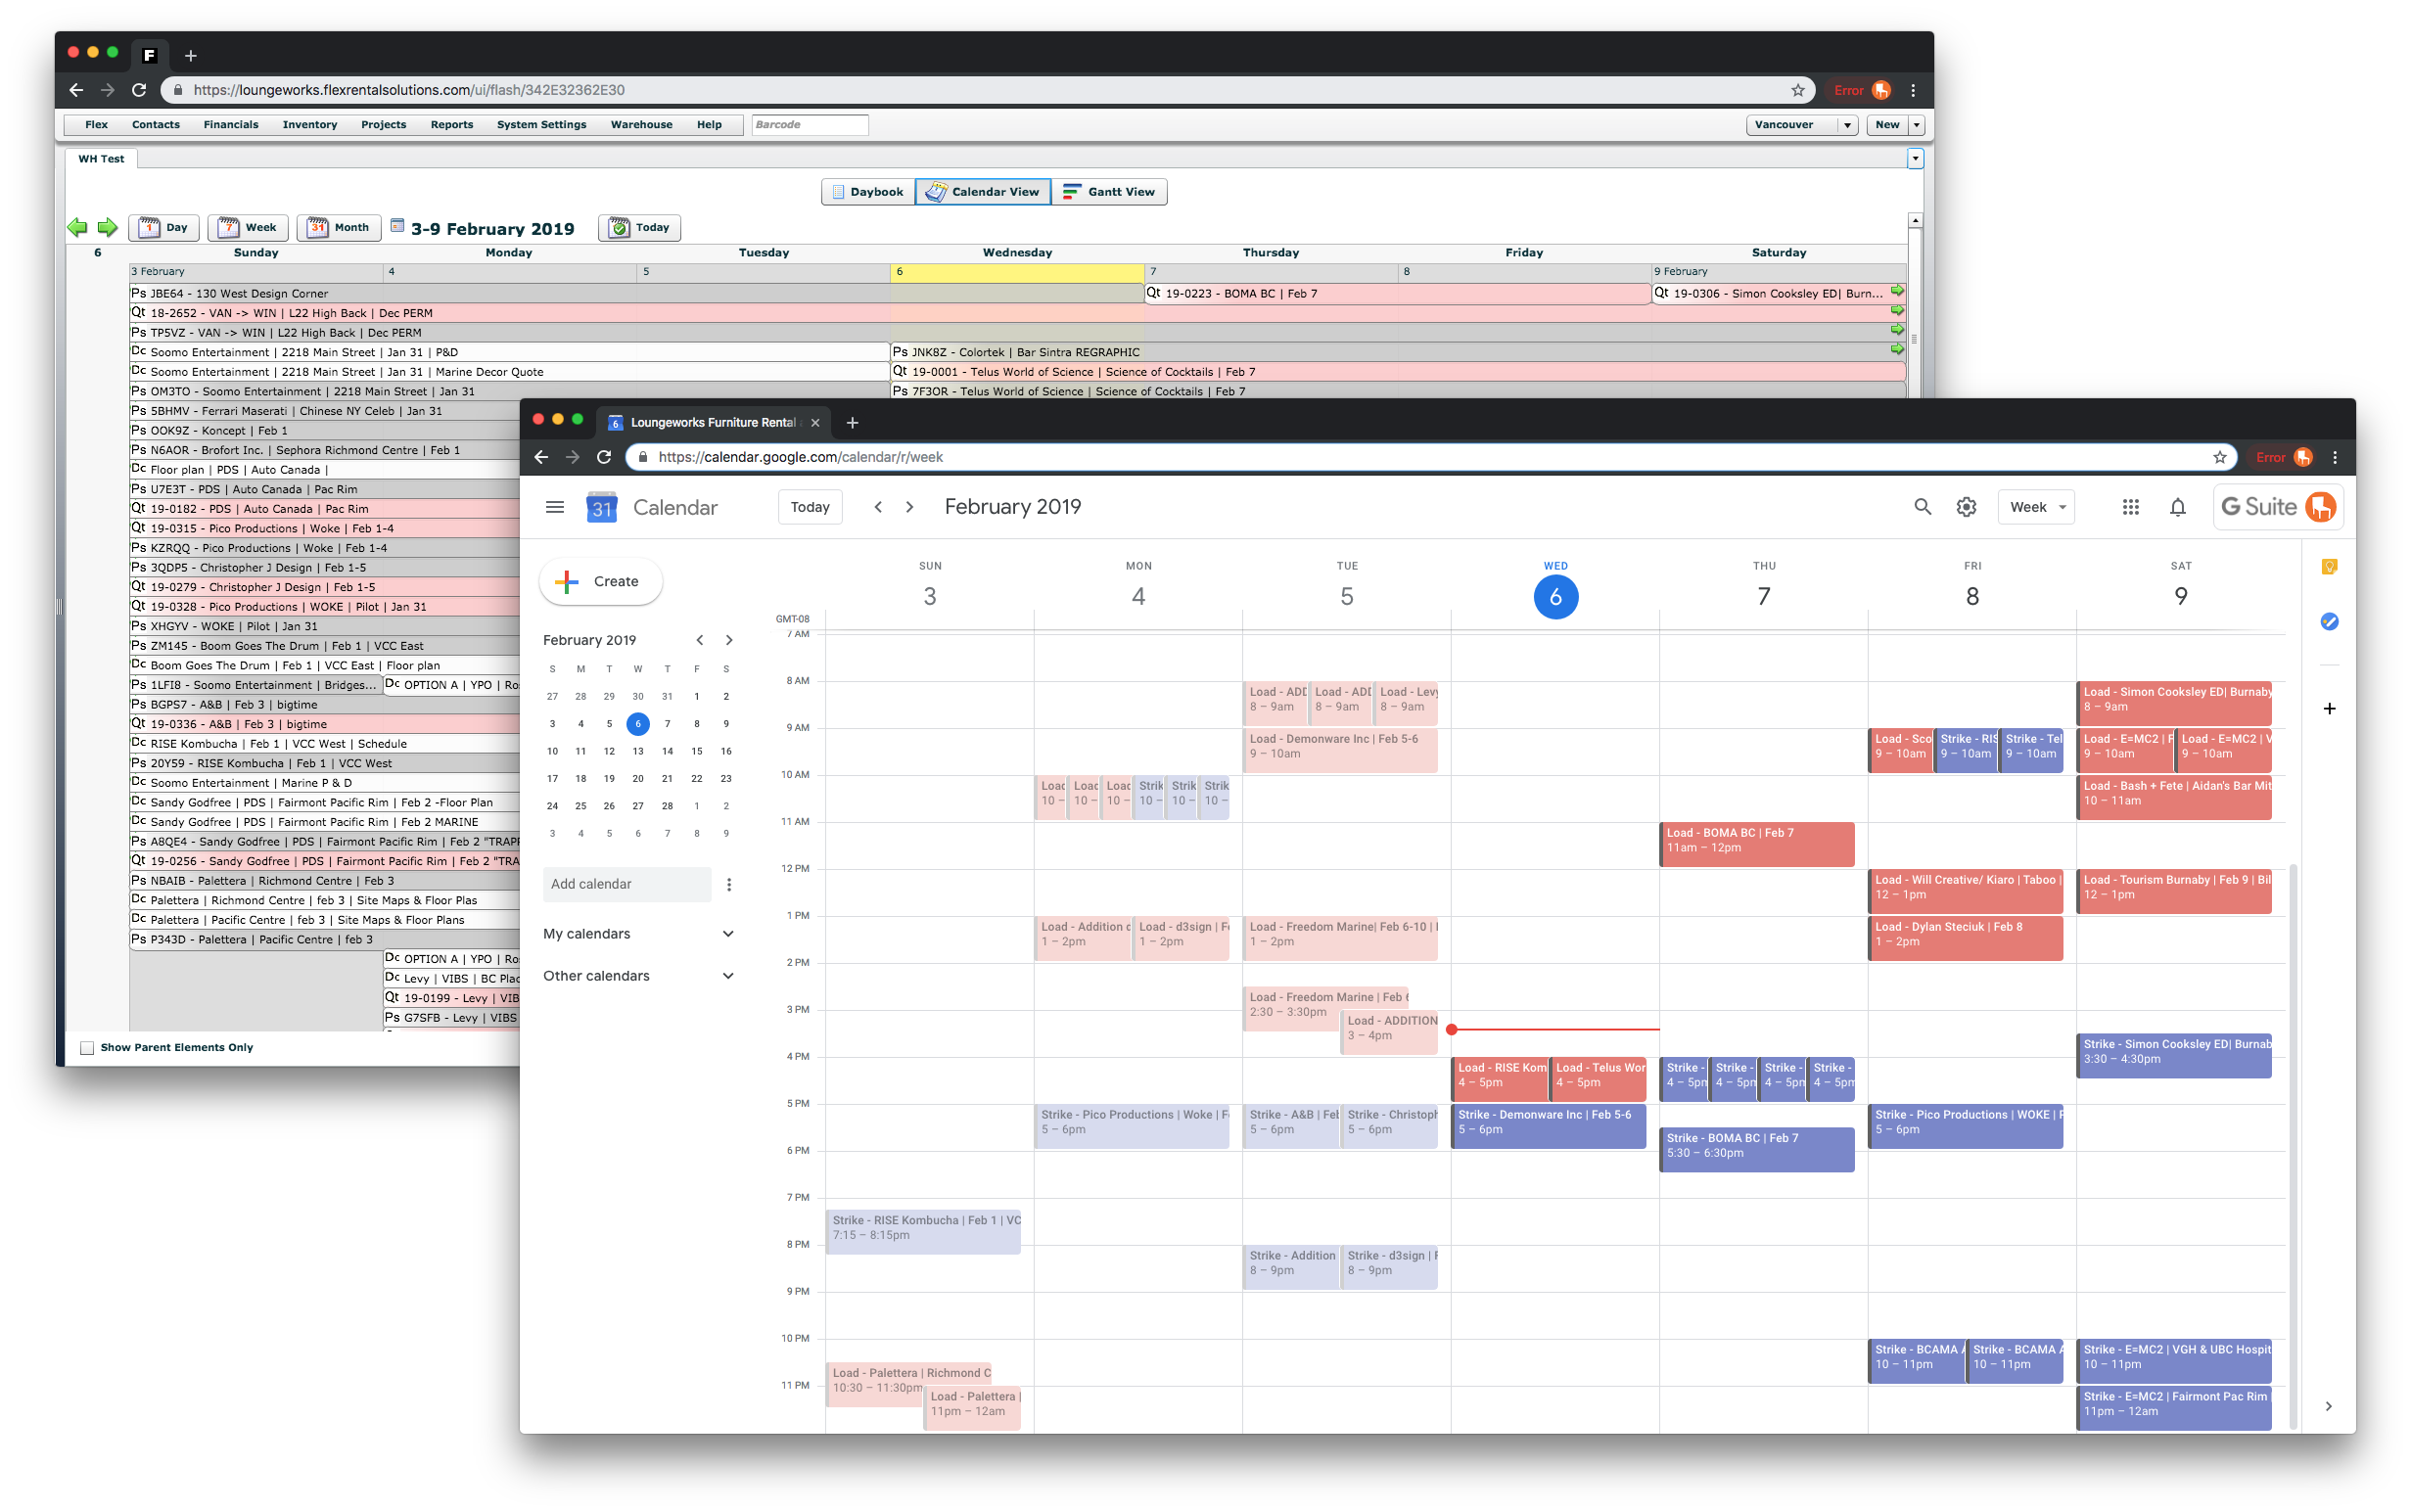 F
https://loungeworks.flexrentalsolutions.com/ui/flash/342E32362E30
Error
Flex Contacts Financials Inventory Projects Reports System Settings Warehouse Help Barcode Vancouver New
WH Test
Daybook Calendar View Gantt View
1 Day 7 Week 31 Month 3-9 February 2019 Today
6 Sunday Monday Tuesday Wednesday Thursday Friday Saturday
3 February 4 5 6 7 8 9 February
Ps JBE64 - 130 West Design Corner
Qt 19-0223 - BOMA BC | Feb 7
Qt 19-0306 - Simon Cooksley ED| Burn...
Qt 18-2652 - VAN -> WIN | L22 High Back | Dec PERM
Ps TP5VZ - VAN -> WIN | L22 High Back | Dec PERM
Dc Soomo Entertainment | 2218 Main Street | Jan 31 | P&D
Ps JNK8Z - Colortek | Bar Sintra REGRAPHIC
Dc Soomo Entertainment | 2218 Main Street | Jan 31 | Marine Decor Quote
Qt 19-0001 - Telus World of Science | Science of Cocktails | Feb 7
Ps OM3TO - Soomo Entertainment | 2218 Main Street | Jan 31
Ps 7F3OR - Telus World of Science | Science of Cocktails | Feb 7
Ps 5BHMV - Ferrari Maserati | Chinese NY Celeb | Jan 31
Ps OOK9Z - Koncept | Feb 1
Ps N6AOR - Brofort Inc. | Sephora Richmond Centre | Feb 1
Dc Floor plan | PDS | Auto Canada |
Ps U7E3T - PDS | Auto Canada | Pac Rim
Qt 19-0182 - PDS | Auto Canada | Pac Rim
Qt 19-0315 - Pico Productions | Woke | Feb 1-4
Ps KZRQQ - Pico Productions | Woke | Feb 1-4
Ps 3QDP5 - Christopher J Design | Feb 1-5
Qt 19-0279 - Christopher J Design | Feb 1-5
Qt 19-0328 - Pico Productions | WOKE | Pilot | Jan 31
Ps XHGYV - WOKE | Pilot | Jan 31
Ps ZM145 - Boom Goes The Drum | Feb 1 | VCC East
Dc Boom Goes The Drum | Feb 1 | VCC East | Floor plan
Ps 1LFI8 - Soomo Entertainment | Bridges...
Dc OPTION A | YPO | Ro
Ps BGPS7 - A&B | Feb 3 | bigtime
Qt 19-0336 - A&B | Feb 3 | bigtime
Dc RISE Kombucha | Feb 1 | VCC West | Schedule
Ps 20Y59 - RISE Kombucha | Feb 1 | VCC West
Dc Soomo Entertainment | Marine P & D
Dc Sandy Godfree | PDS | Fairmont Pacific Rim | Feb 2 -Floor Plan
Dc Sandy Godfree | PDS | Fairmont Pacific Rim | Feb 2 MARINE
Ps A8QE4 - Sandy Godfree | PDS | Fairmont Pacific Rim | Feb 2 "TRAP
Qt 19-0256 - Sandy Godfree | PDS | Fairmont Pacific Rim | Feb 2 "TRA
Ps NBAIB - Palettera | Richmond Centre | Feb 3
Dc Palettera | Richmond Centre | feb 3 | Site Maps & Floor Plas
Dc Palettera | Pacific Centre | feb 3 | Site Maps & Floor Plans
Ps P343D - Palettera | Pacific Centre | feb 3
Dc OPTION A | YPO | Ro
Dc Levy | VIBS | BC Plac
Qt 19-0199 - Levy | VIB
Ps G7SFB - Levy | VIBS
Show Parent Elements Only
6 Loungeworks Furniture Rental
https://calendar.google.com/calendar/r/week
Error
31 Calendar Today February 2019 Week G Suite
Create
February 2019
S M T W T F S
27 28 29 30 31 1 2
3 4 5 6 7 8 9
10 11 12 13 14 15 16
17 18 19 20 21 22 23
24 25 26 27 28 1 2
3 4 5 6 7 8 9
Add calendar
My calendars
Other calendars
SUN MON TUE WED THU FRI SAT
3 4 5 6 7 8 9
GMT-08
7 AM
8 AM
9 AM
10 AM
11 AM
12 PM
1 PM
2 PM
3 PM
4 PM
5 PM
6 PM
7 PM
8 PM
9 PM
10 PM
11 PM
Strike - RISE Kombucha | Feb 1 | VC
7:15 – 8:15pm
Load - Palettera | Richmond C
10:30 – 11:30pm
Load - Palettera |
11pm – 12am
Load Load Load Strik Strik Strik
10 – 10 – 10 – 10 – 10 – 10 –
Load - Addition
1 – 2pm
Load - d3sign | F
1 – 2pm
Strike - Pico Productions | Woke | F
5 – 6pm
Load - ADD
8 – 9am
Load - ADD
8 – 9am
Load - Levy
8 – 9am
Load - Demonware Inc | Feb 5-6
9 – 10am
Load - Freedom Marine| Feb 6-10 |
1 – 2pm
Load - Freedom Marine | Feb 6
2:30 – 3:30pm
Load - ADDITION
3 – 4pm
Strike - A&B | Feb
5 – 6pm
Strike - Christoph
5 – 6pm
Strike - Addition
8 – 9pm
Strike - d3sign | F
8 – 9pm
Load - RISE Kom
4 – 5pm
Load - Telus Wor
4 – 5pm
Strike - Demonware Inc | Feb 5-6
5 – 6pm
Load - BOMA BC | Feb 7
11am – 12pm
Strike - Strike - Strike - Strike -
4 – 5pm 4 – 5pm 4 – 5pm 4 – 5pm
Strike - BOMA BC | Feb 7
5:30 – 6:30pm
Load - Sco
9 – 10am
Strike - RIS
9 – 10am
Strike - Tel
9 – 10am
Load - Will Creative/ Kiaro | Taboo |
12 – 1pm
Load - Dylan Steciuk | Feb 8
1 – 2pm
Strike - Pico Productions | WOKE | P
5 – 6pm
Strike - BCAMA A
10 – 11pm
Strike - BCAMA A
10 – 11pm
Load - Simon Cooksley ED| Burnaby
8 – 9am
Load - E=MC2 | F
9 – 10am
Load - E=MC2 | V
9 – 10am
Load - Bash + Fete | Aidan's Bar Mit
10 – 11am
Load - Tourism Burnaby | Feb 9 | Bil
12 – 1pm
Strike - Simon Cooksley ED| Burnab
3:30 – 4:30pm
Strike - E=MC2 | VGH & UBC Hospit
10 – 11pm
Strike - E=MC2 | Fairmont Pac Rim |
11pm – 12am